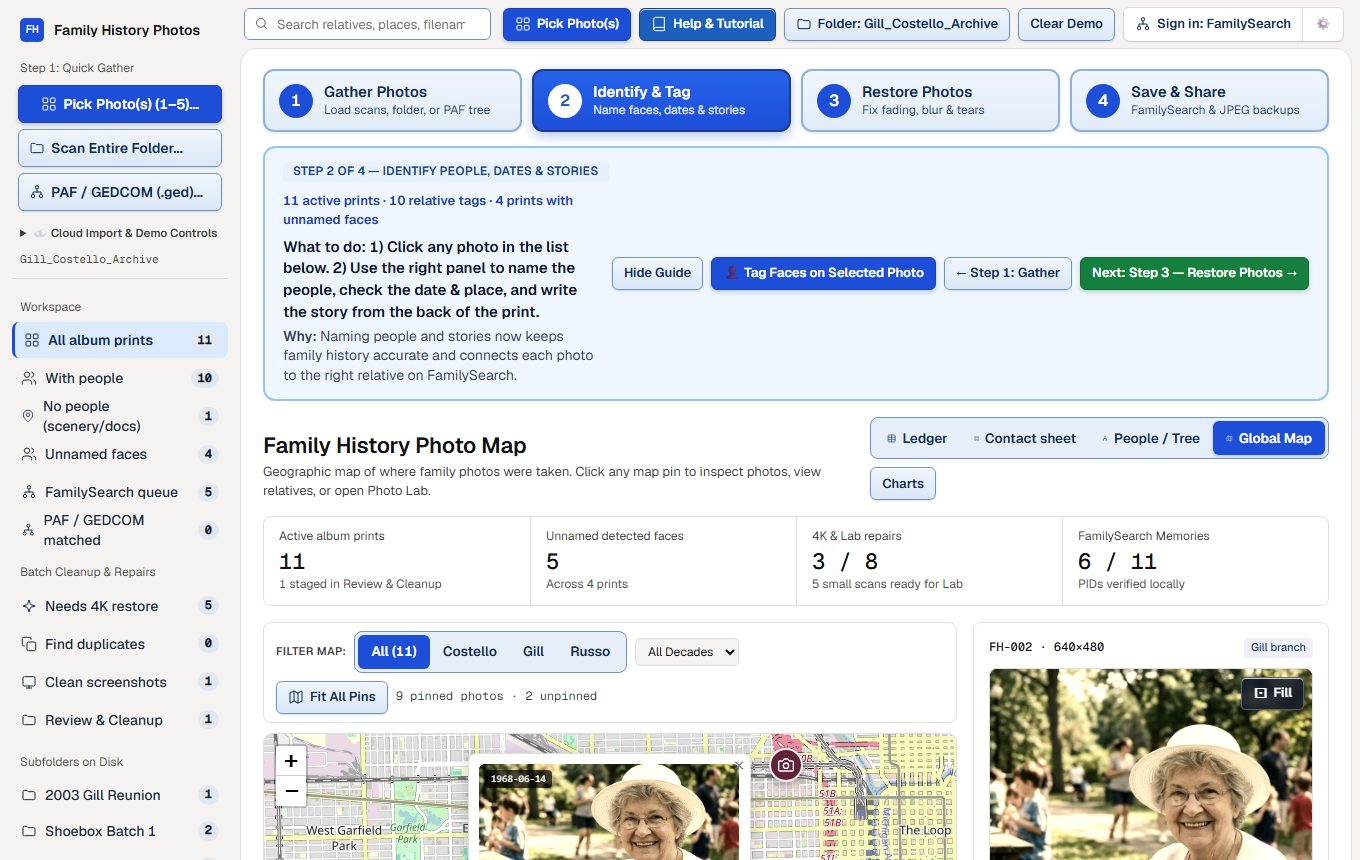 FH
Family History Photos
Step 1: Quick Gather
Pick Photo(s) (1–5)...
Scan Entire Folder...
PAF / GEDCOM (.ged)...
Cloud Import & Demo Controls
Gill_Costello_Archive
Workspace
All album prints 11
With people 10
No people
(scenery/docs) 1
Unnamed faces 4
FamilySearch queue 5
PAF / GEDCOM
matched 0
Batch Cleanup & Repairs
Needs 4K restore 5
Find duplicates 0
Clean screenshots 1
Review & Cleanup 1
Subfolders on Disk
2003 Gill Reunion 1
Shoebox Batch 1 2
Search relatives, places, filenam
Pick Photo(s)
Help & Tutorial
Folder: Gill_Costello_Archive
Clear Demo
Sign in: FamilySearch
1
Gather Photos
Load scans, folder, or PAF tree
2
Identify & Tag
Name faces, dates & stories
3
Restore Photos
Fix fading, blur & tears
4
Save & Share
FamilySearch & JPEG backups
STEP 2 OF 4 — IDENTIFY PEOPLE, DATES & STORIES
11 active prints · 10 relative tags · 4 prints with
unnamed faces
What to do: 1) Click any photo in the list
below. 2) Use the right panel to name the
people, check the date & place, and write
the story from the back of the print.
Why: Naming people and stories now keeps
family history accurate and connects each photo
to the right relative on FamilySearch.
Hide Guide
Tag Faces on Selected Photo
← Step 1: Gather
Next: Step 3 — Restore Photos →
Family History Photo Map
Geographic map of where family photos were taken. Click any map pin to inspect photos, view
relatives, or open Photo Lab.
Ledger
Contact sheet
People / Tree
Global Map
Charts
Active album prints
11
1 staged in Review & Cleanup
Unnamed detected faces
5
Across 4 prints
4K & Lab repairs
3 / 8
5 small scans ready for Lab
FamilySearch Memories
6 / 11
PIDs verified locally
FILTER MAP:
All (11)
Costello
Gill
Russo
All Decades
Fit All Pins
9 pinned photos · 2 unpinned
+
−
1968-06-14
×
West Garfield
Park
Garfield
Park
E
0B
51B
51A
51B
The Loop
FH-002 · 640×480
Gill branch
Fill